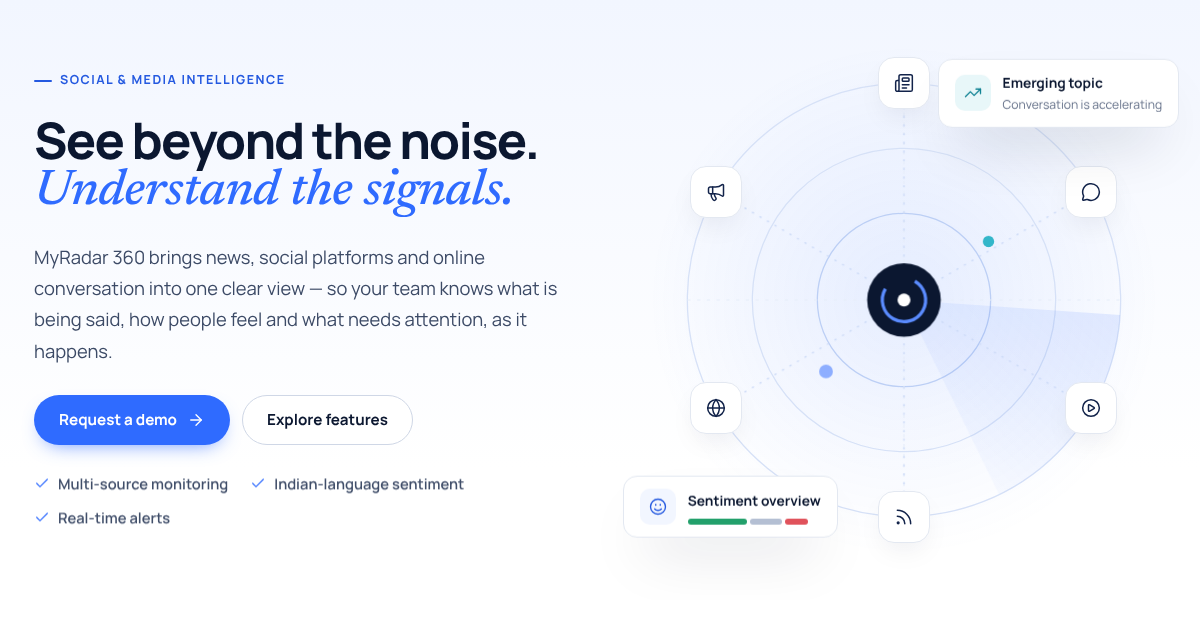 SOCIAL & MEDIA INTELLIGENCE
See beyond the noise.
Understand the signals.
MyRadar 360 brings news, social platforms and online
conversation into one clear view — so your team knows what is
being said, how people feel and what needs attention, as it
happens.
Request a demo
Explore features
Multi-source monitoring
Indian-language sentiment
Real-time alerts
Emerging topic
Conversation is accelerating
Sentiment overview